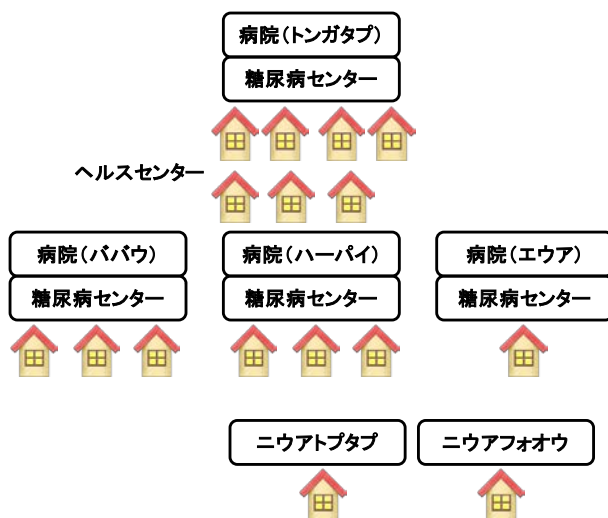 病院(トンガタプ)
糖尿病センター
ヘルスセンター
病院(ババウ)
糖尿病センター
病院(ハーパイ)
糖尿病センター
病院(エウア)
糖尿病センター
ニウアトプタプ
ニウアフォオウ